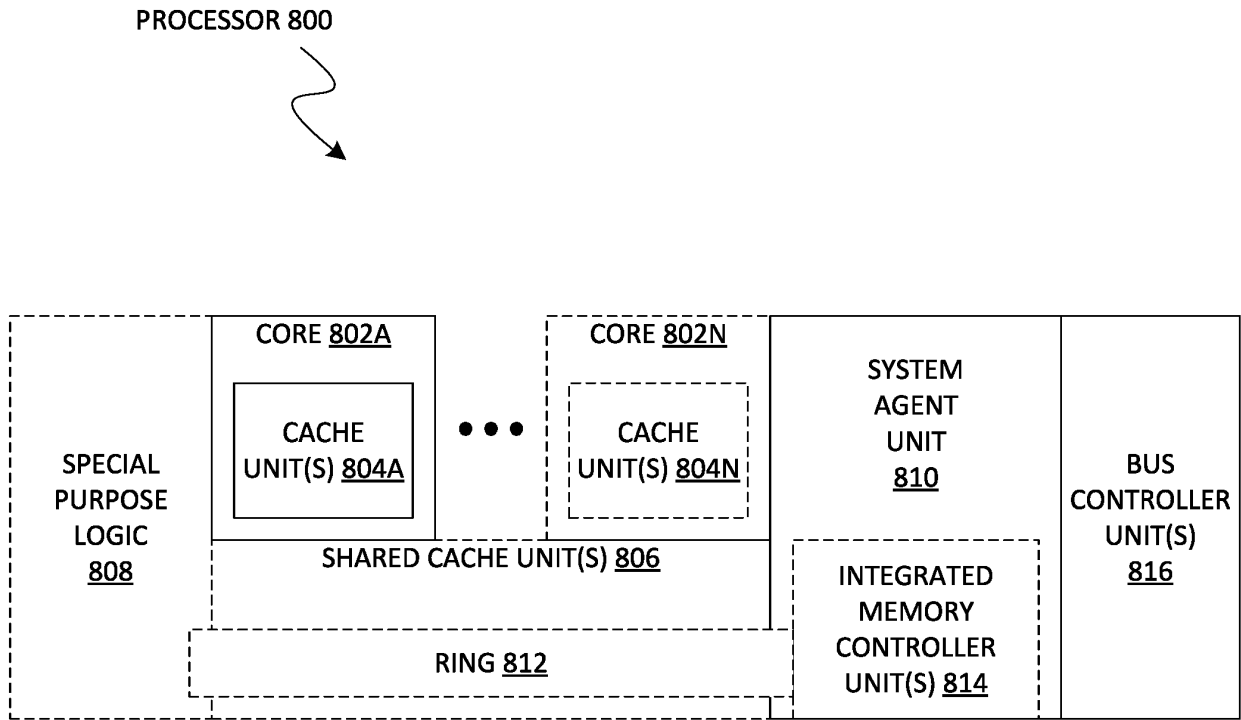 PROCESSOR 800
SPECIAL
PURPOSE
LOGIC
808
CORE 802A
CACHE
UNIT(S) 804A
CORE 802N
CACHE
UNIT(S) 804N
SHARED CACHE UNIT(S) 806
RING 812
SYSTEM
AGENT
UNIT
810
INTEGRATED
MEMORY
CONTROLLER
UNIT(S) 814
BUS
CONTROLLER
UNIT(S)
816